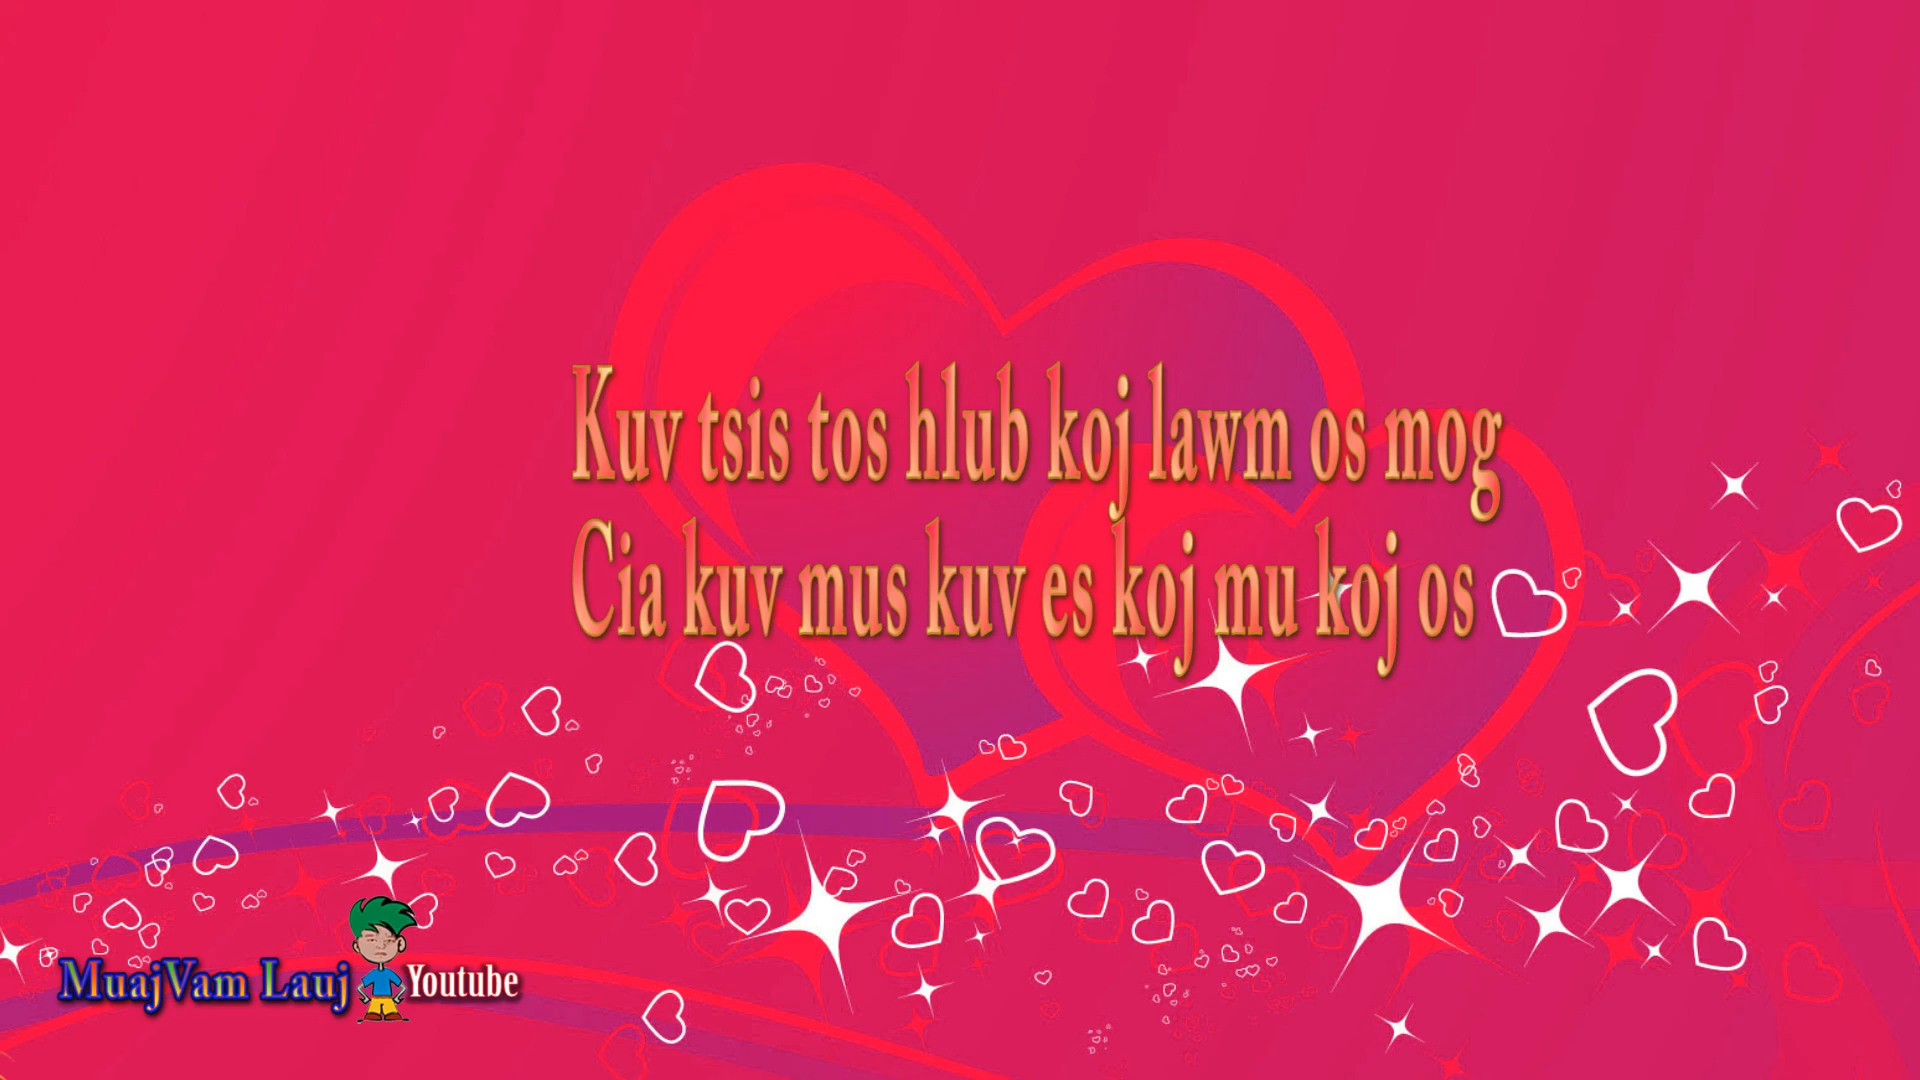 Kuv tsis tos hlub koj lawm os mog
Cia kuv mus kuv es koj mu koj os
MuajVam Lauj Youtube